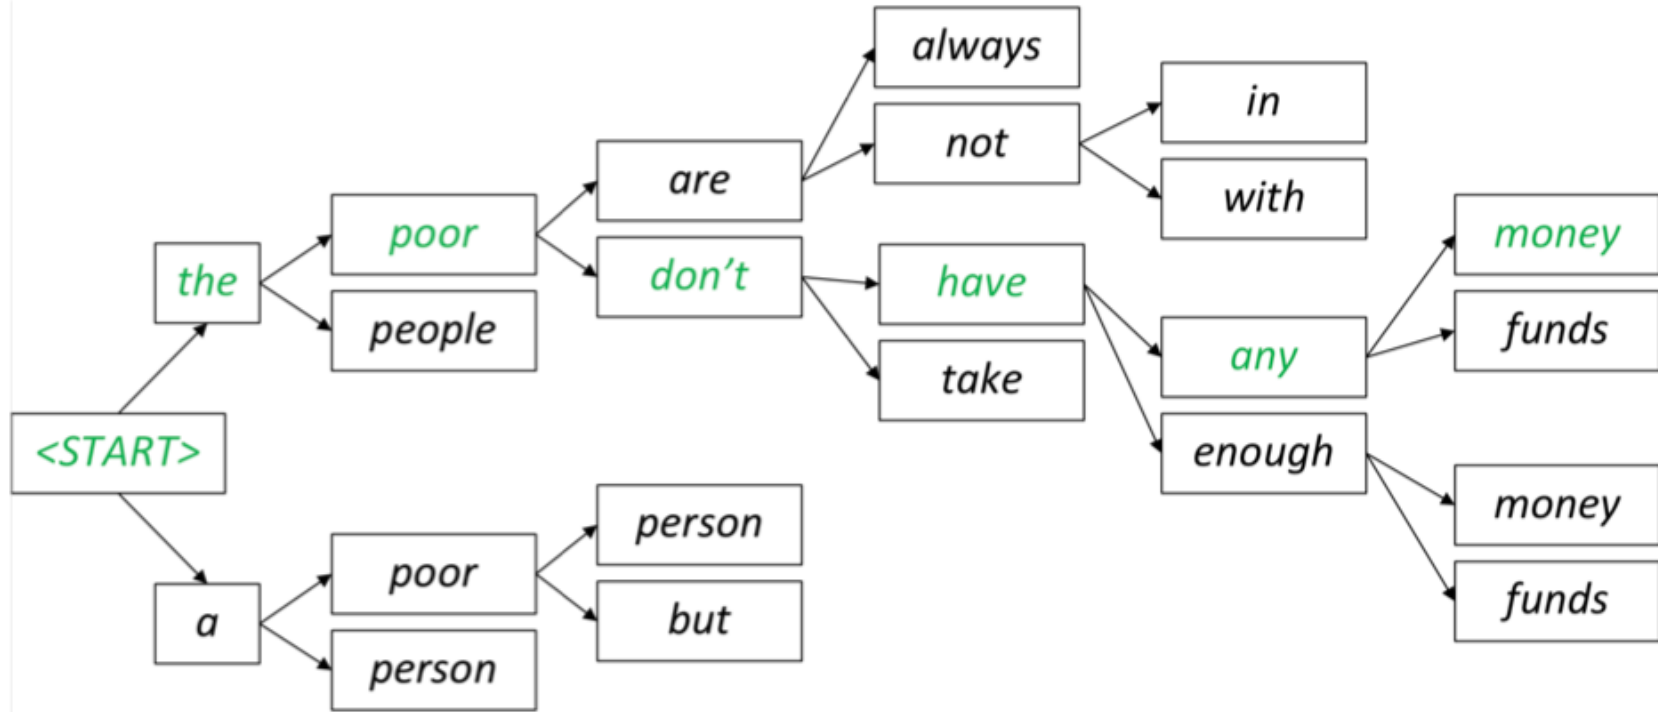 always
in
not
are
with
poor
money
the
don't
have
people
funds
any
take
<START>
enough
person
money
poor
funds
a
but
person